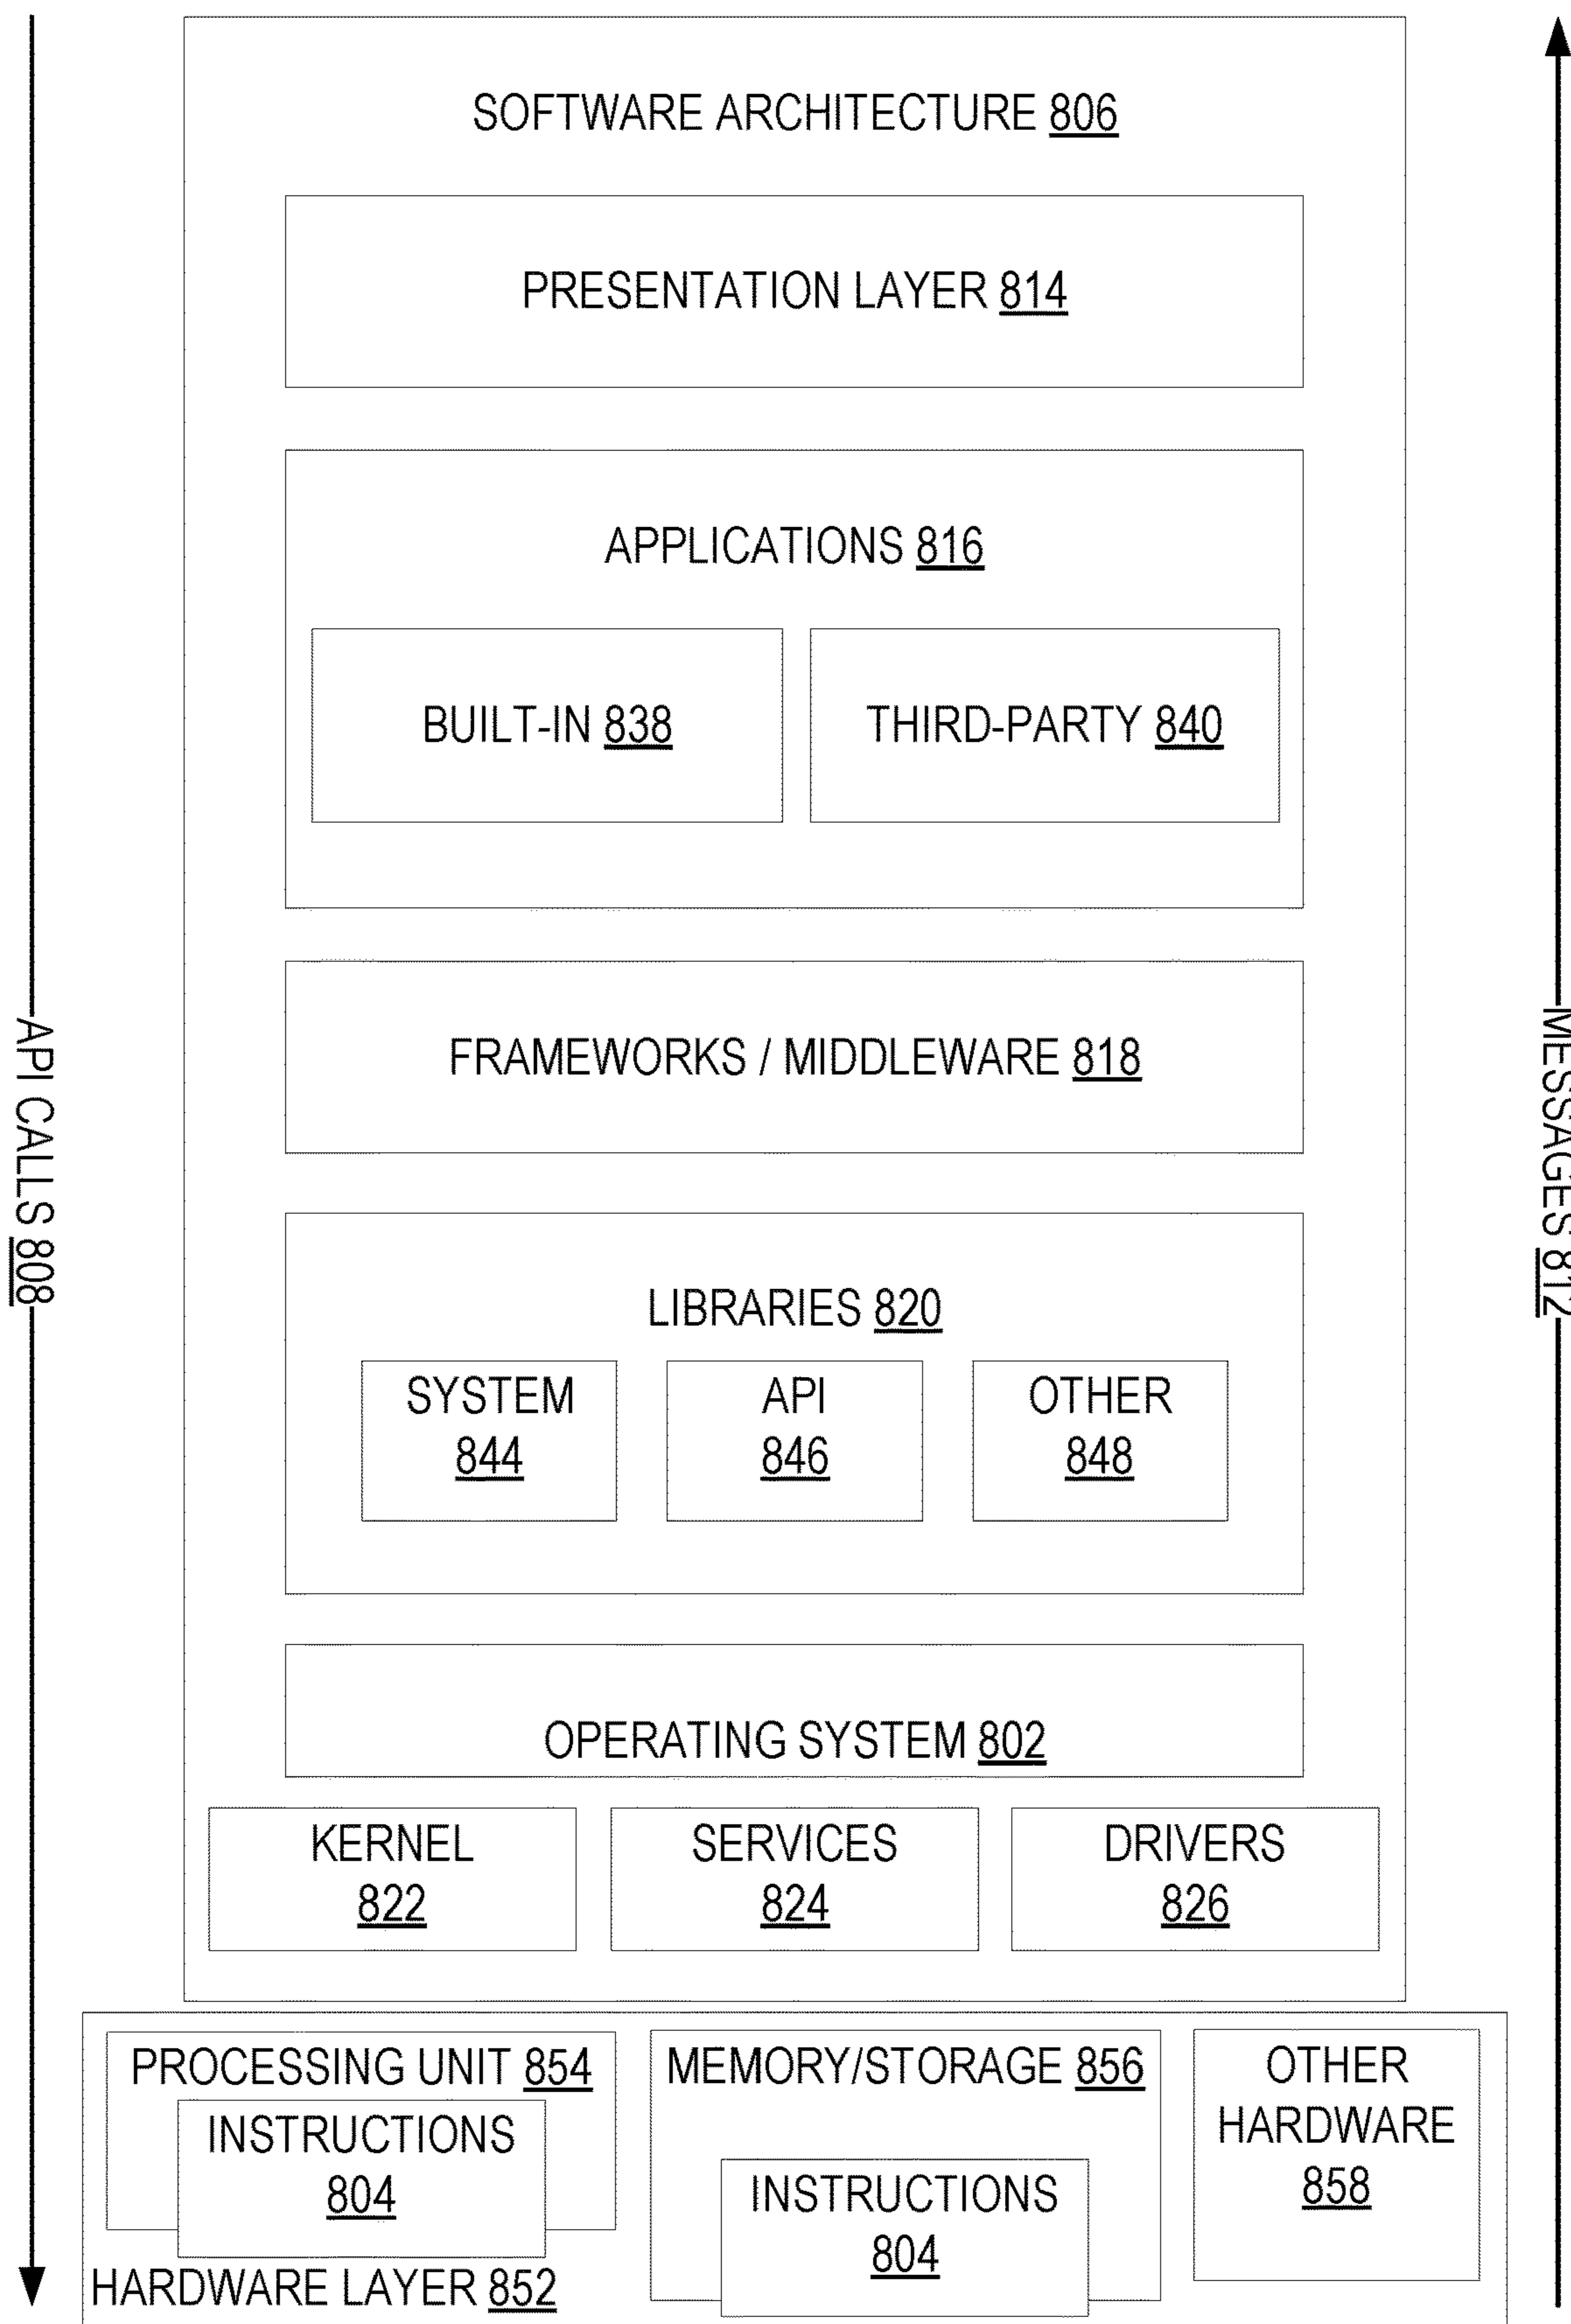 SOFTWARE ARCHITECTURE 806
PRESENTATION LAYER 814
APPLICATIONS 816
BUILT-IN 838
THIRD-PARTY 840
FRAMEWORKS / MIDDLEWARE 818
LIBRARIES 820
SYSTEM
844
API
846
OTHER
848
OPERATING SYSTEM 802
KERNEL
822
SERVICES
824
DRIVERS
826
PROCESSING UNIT 854
INSTRUCTIONS
804
MEMORY/STORAGE 856
INSTRUCTIONS
804
OTHER
HARDWARE
858
HARDWARE LAYER 852
API CALLS 808
MESSAGES 812